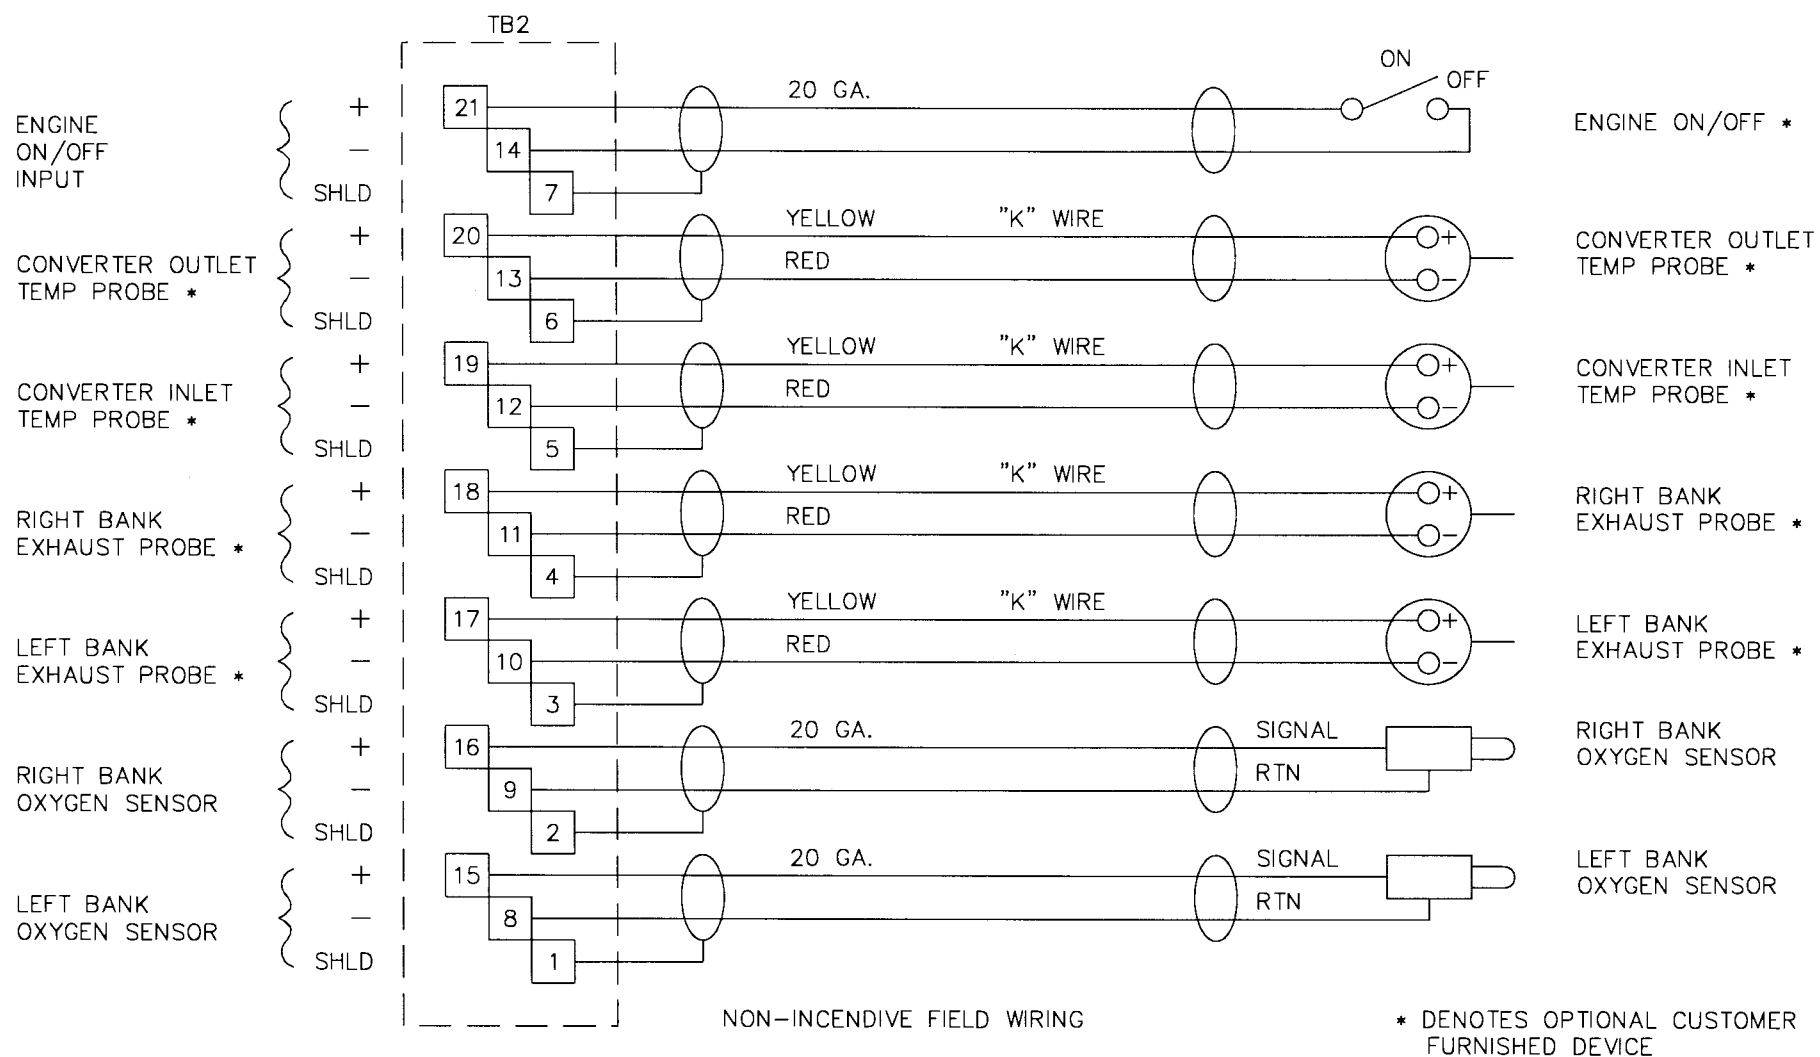 TB2
ENGINE
ON/OFF
INPUT
+
−
SHLD
21
14
7
20 GA.
ON
OFF
ENGINE ON/OFF *
CONVERTER OUTLET
TEMP PROBE *
+
−
SHLD
20
13
6
YELLOW "K" WIRE
RED
+
−
CONVERTER OUTLET
TEMP PROBE *
CONVERTER INLET
TEMP PROBE *
+
−
SHLD
19
12
5
YELLOW "K" WIRE
RED
+
−
CONVERTER INLET
TEMP PROBE *
RIGHT BANK
EXHAUST PROBE *
+
−
SHLD
18
11
4
YELLOW "K" WIRE
RED
+
−
RIGHT BANK
EXHAUST PROBE *
LEFT BANK
EXHAUST PROBE *
+
−
SHLD
17
10
3
YELLOW "K" WIRE
RED
+
−
LEFT BANK
EXHAUST PROBE *
RIGHT BANK
OXYGEN SENSOR
+
−
SHLD
16
9
2
20 GA.
SIGNAL
RTN
RIGHT BANK
OXYGEN SENSOR
LEFT BANK
OXYGEN SENSOR
+
−
SHLD
15
8
1
20 GA.
SIGNAL
RTN
LEFT BANK
OXYGEN SENSOR
NON−INCENDIVE FIELD WIRING
* DENOTES OPTIONAL CUSTOMER
FURNISHED DEVICE